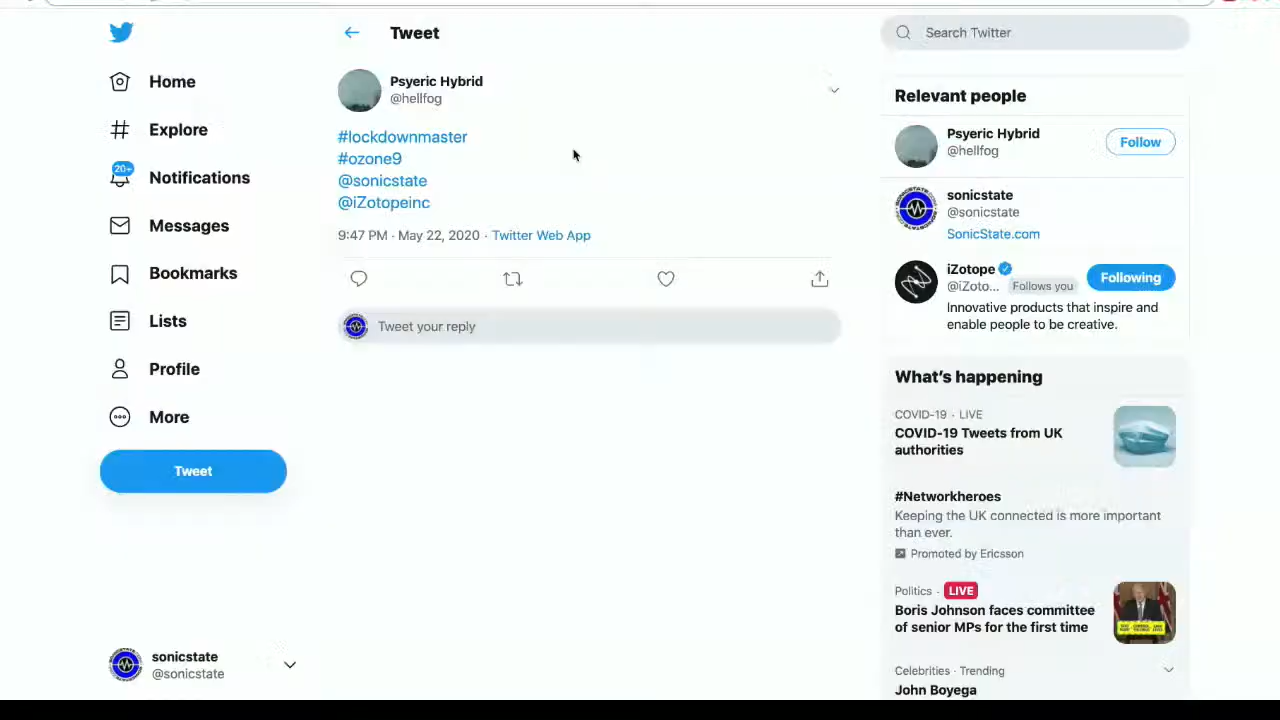 Home
Explore
20+
Notifications
Messages
Bookmarks
Lists
Profile
More
Tweet
sonicstate
@sonicstate
Tweet
Psyeric Hybrid
@hellfog
#lockdownmaster
#ozone9
@sonicstate
@iZotopeinc
9:47 PM · May 22, 2020 · Twitter Web App
Tweet your reply
Search Twitter
Relevant people
Psyeric Hybrid
@hellfog
Follow
sonicstate
@sonicstate
SonicState.com
iZotope
@iZoto... Follows you
Following
Innovative products that inspire and
enable people to be creative.
What's happening
COVID-19 · LIVE
COVID-19 Tweets from UK
authorities
#Networkheroes
Keeping the UK connected is more important
than ever.
Promoted by Ericsson
Politics · LIVE
Boris Johnson faces committee
of senior MPs for the first time
Celebrities · Trending
John Boyega